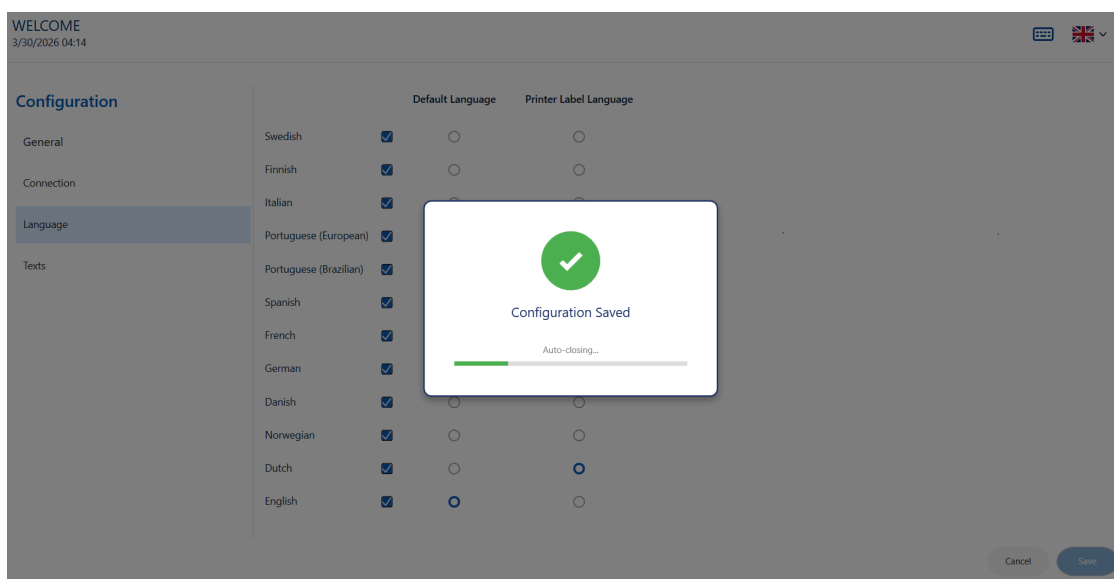 WELCOME
3/30/2026 04:14
Configuration
General
Connection
Language
Texts
Default Language Printer Label Language
Swedish
Finnish
Italian
Portuguese (European)
Portuguese (Brazilian)
Spanish
French
German
Danish
Norwegian
Dutch
English
Configuration Saved
Auto-closing...
Cancel Save